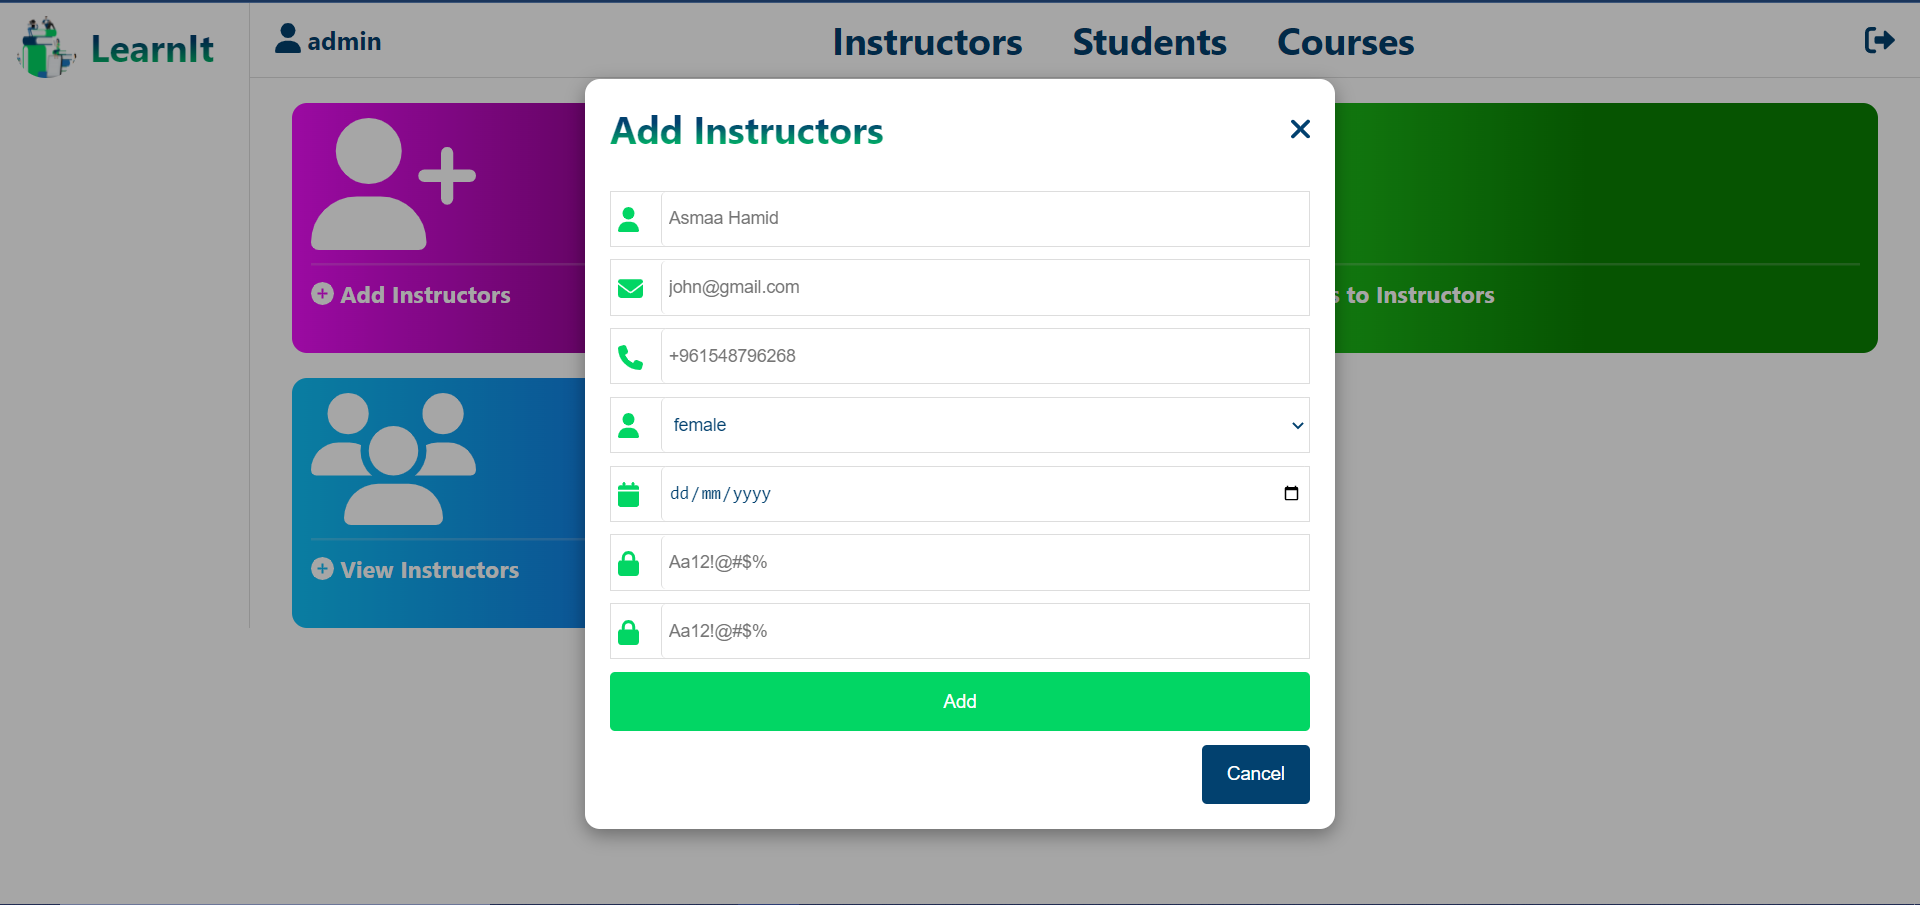 LearnIt
admin
Instructors Students Courses
Add Instructors
Asmaa Hamid
john@gmail.com
+961548796268
female
dd/mm/yyyy
Aa12!@#$%
Aa12!@#$%
Add
Cancel
Add Instructors
to Instructors
View Instructors